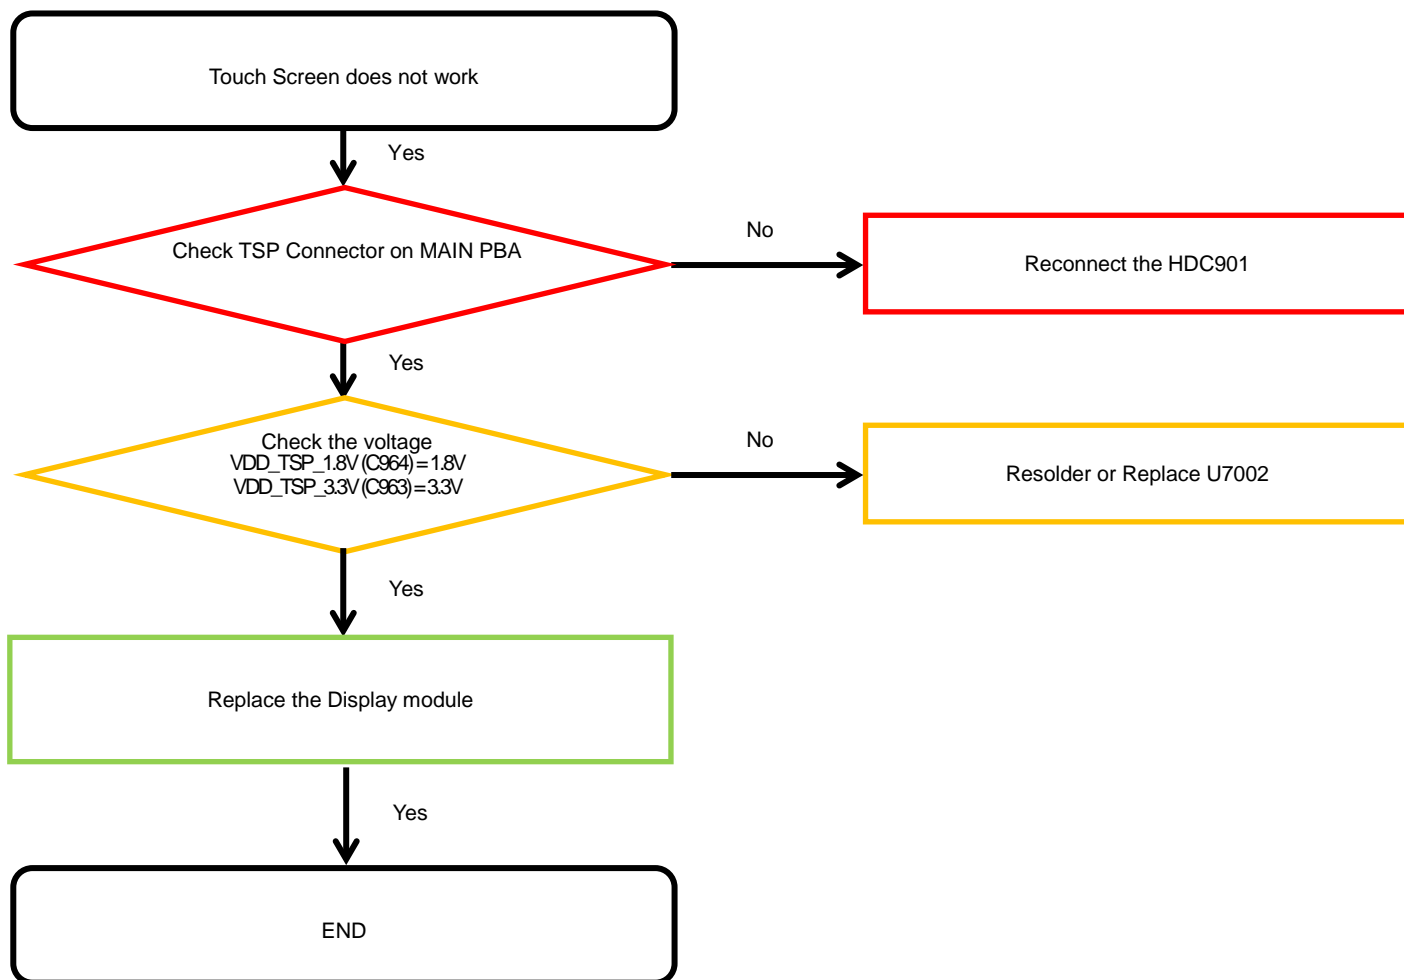 Touch Screen does not work
Yes
Check TSP Connector on MAIN PBA
No
Reconnect the HDC901
Yes
Check the voltage
VDD_TSP_1.8V (C964) = 1.8V
VDD_TSP_3.3V (C963) = 3.3V
No
Resolder or Replace U7002
Yes
Replace the Display module
Yes
END